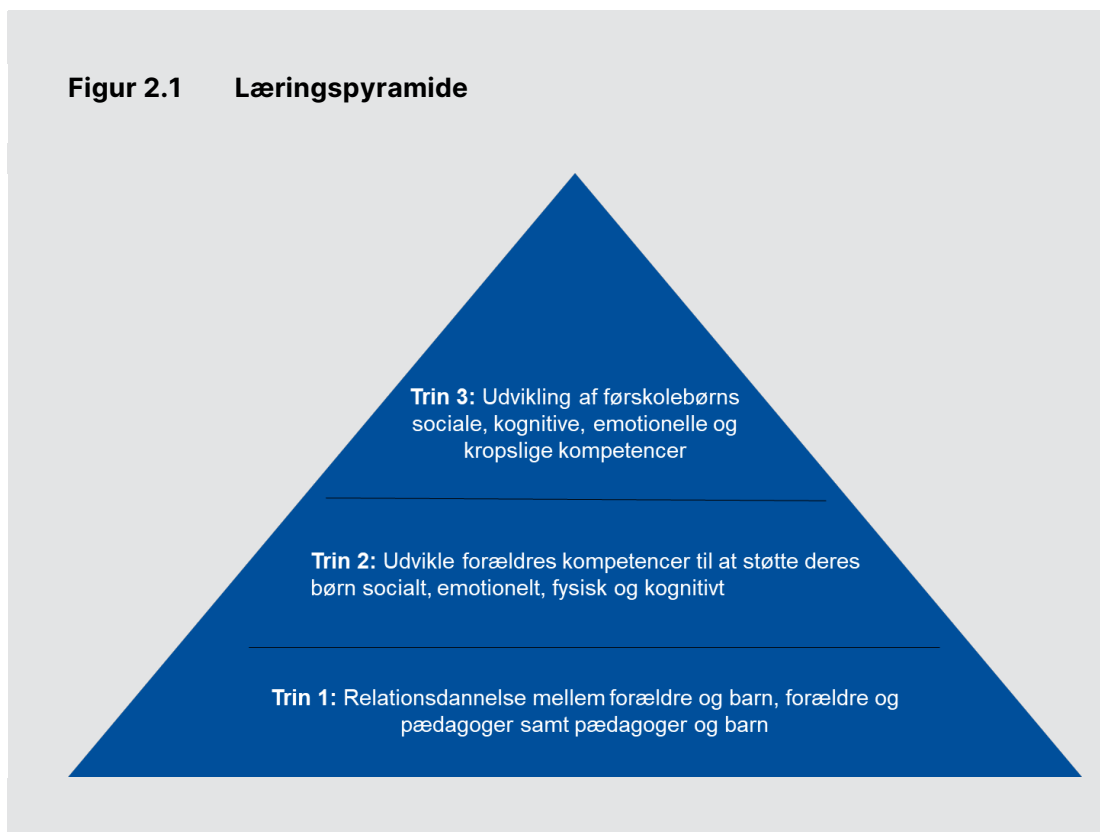 Figur 2.1 Læringspyramide
Trin 3: Udvikling af førskolebørns
sociale, kognitive, emotionelle og
kropslige kompetencer
Trin 2: Udvikle forældres kompetencer til at støtte deres
børn socialt, emotionelt, fysisk og kognitivt
Trin 1: Relationsdannelse mellem forældre og barn, forældre og
pædagoger samt pædagoger og barn